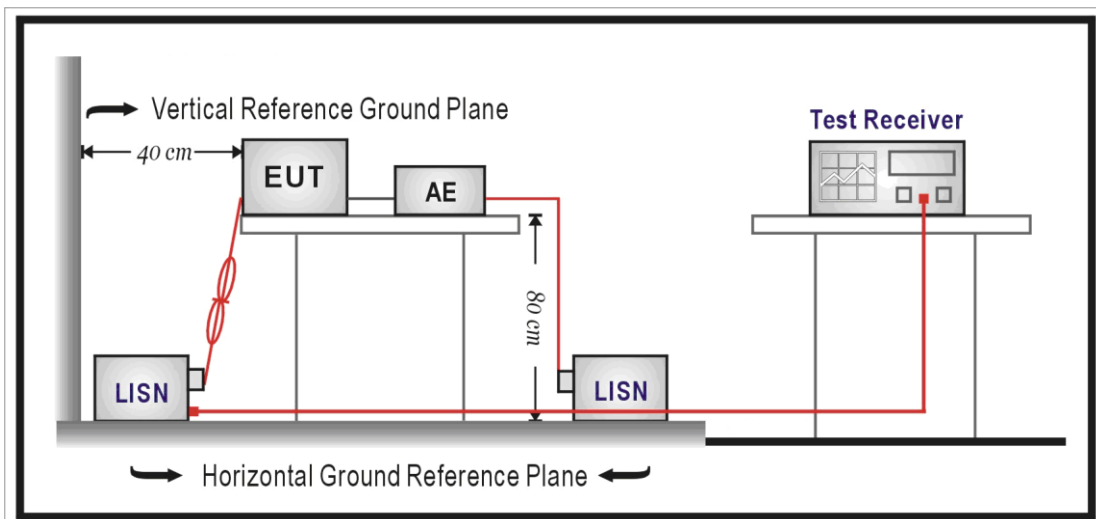 Vertical Reference Ground Plane
Test Receiver
40 cm
EUT
AE
80 cm
LISN
LISN
Horizontal Ground Reference Plane